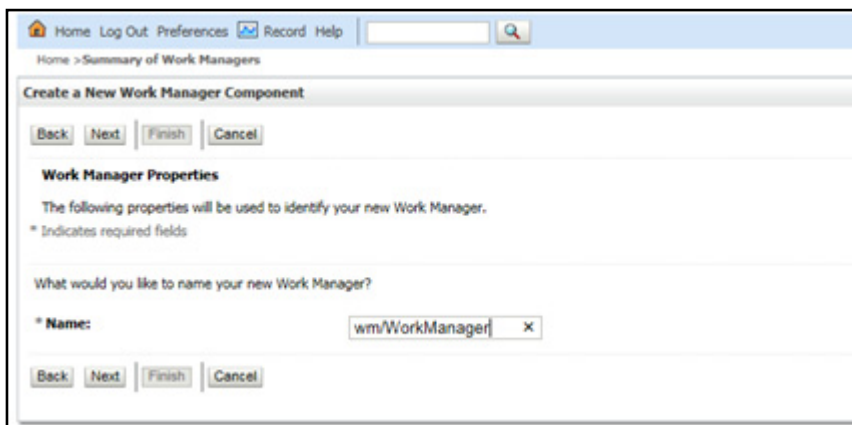 Home Log Out Preferences Record Help
Home >Summary of Work Managers
Create a New Work Manager Component
Back Next Finish Cancel
Work Manager Properties
The following properties will be used to identify your new Work Manager.
* Indicates required fields
What would you like to name your new Work Manager?
* Name: wm/WorkManager ×
Back Next Finish Cancel